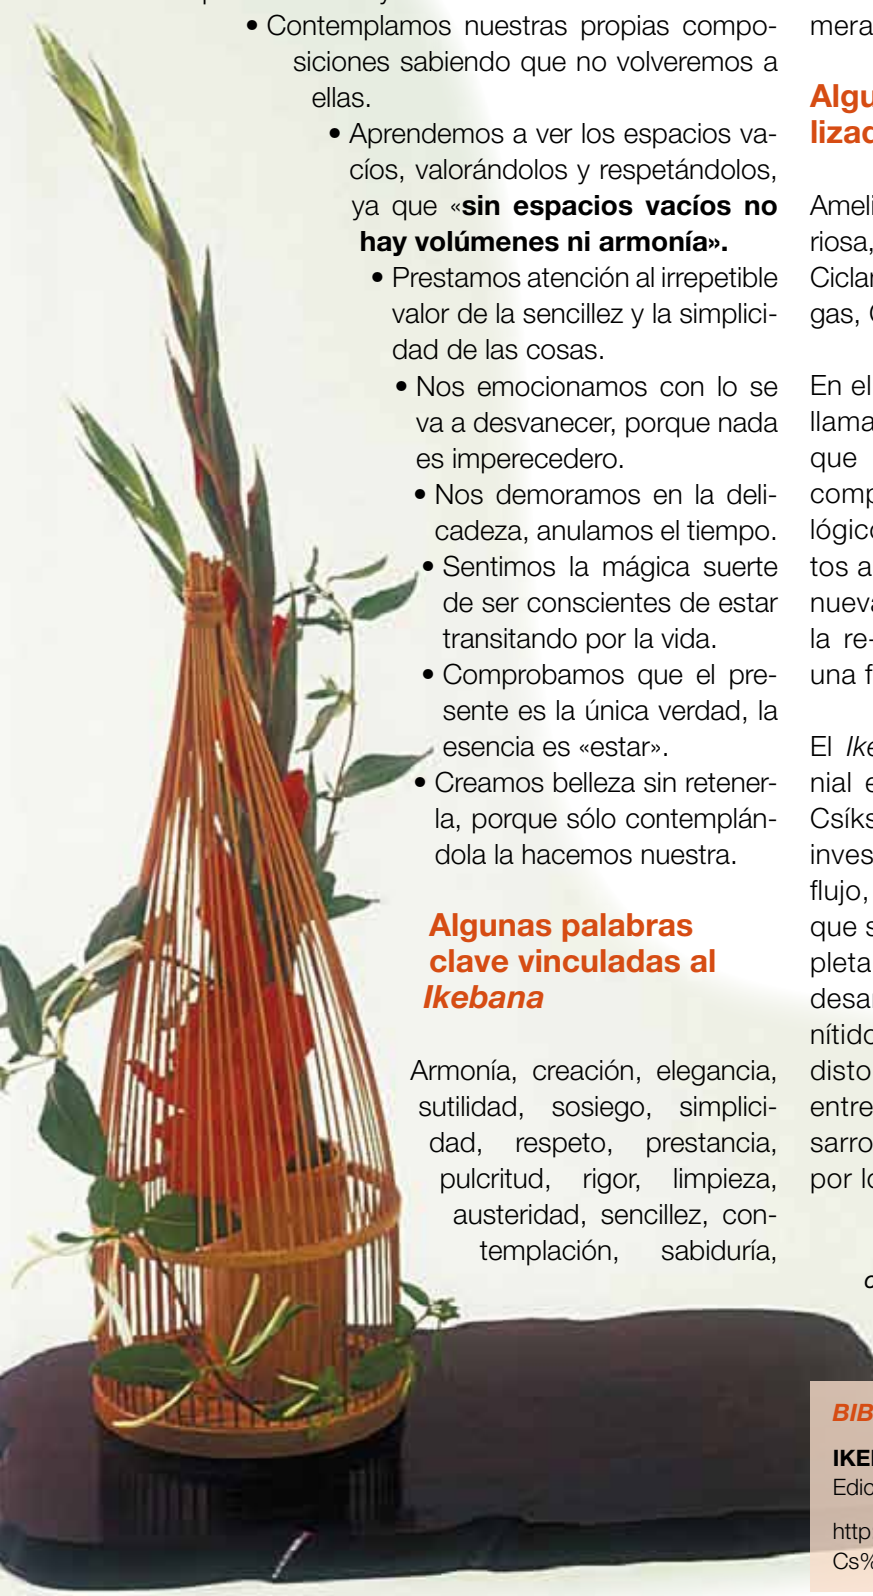 • Contemplamos nuestras propias compo-
siciones sabiendo que no volveremos a
ellas.
• Aprendemos a ver los espacios va-
cíos, valorándolos y respetándolos,
ya que «sin espacios vacíos no
hay volúmenes ni armonía».
• Prestamos atención al irrepetible
valor de la sencillez y la simplici-
dad de las cosas.
• Nos emocionamos con lo se
va a desvanecer, porque nada
es imperecedero.
• Nos demoramos en la deli-
cadeza, anulamos el tiempo.
• Sentimos la mágica suerte
de ser conscientes de estar
transitando por la vida.
• Comprobamos que el pre-
sente es la única verdad, la
esencia es «estar».
• Creamos belleza sin retener-
la, porque sólo contemplán-
dola la hacemos nuestra.
Algunas palabras
clave vinculadas al
Ikebana
Armonía, creación, elegancia,
sutilidad, sosiego, simplici-
dad, respeto, prestancia,
pulcritud, rigor, limpieza,
austeridad, sencillez, con-
templación, sabiduría,
mera
Algu
lizad
Ameli
riosa,
Ciclar
gas,
En el
llama
que
comp
lógico
tos a
nueva
la re-
una f
El Ike
nial e
Csíks
inves
flujo,
que s
pleta
desar
nítido
disto
entre
sarro
por lo
BIB
IKE
Edic
http
Cs%